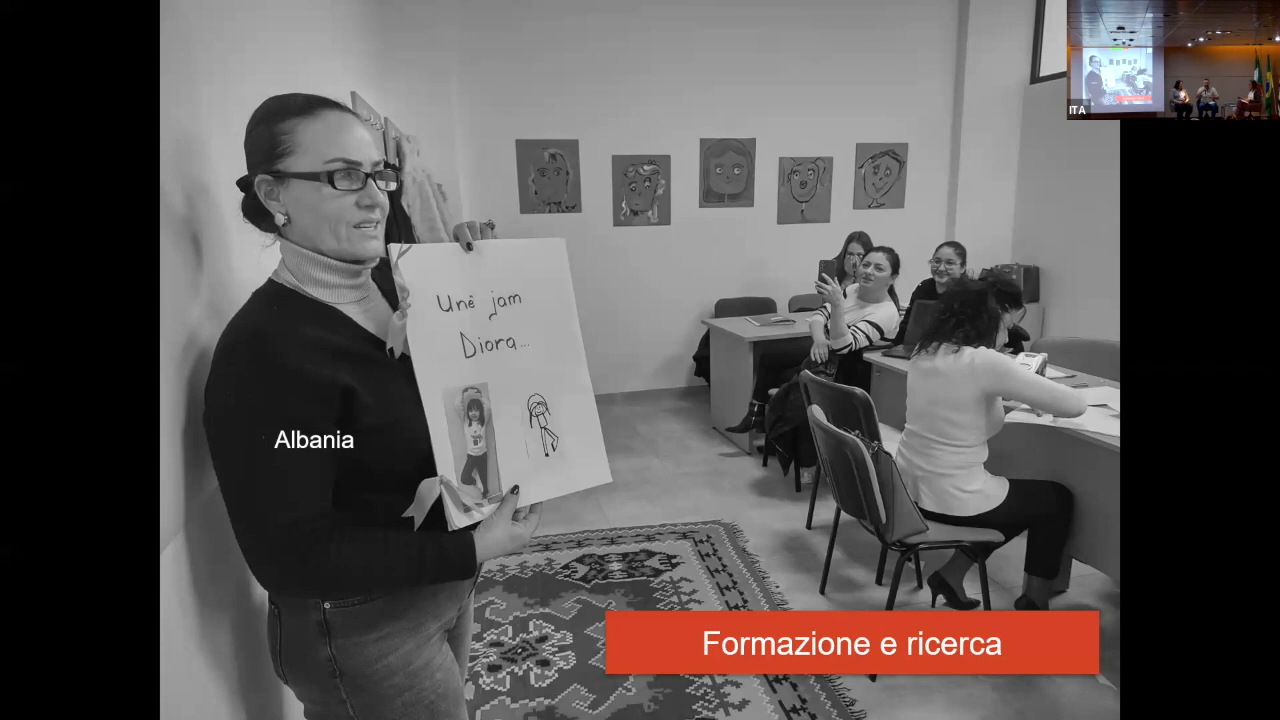 ITA
Unë jam
Diora...
Albania
Formazione e ricerca